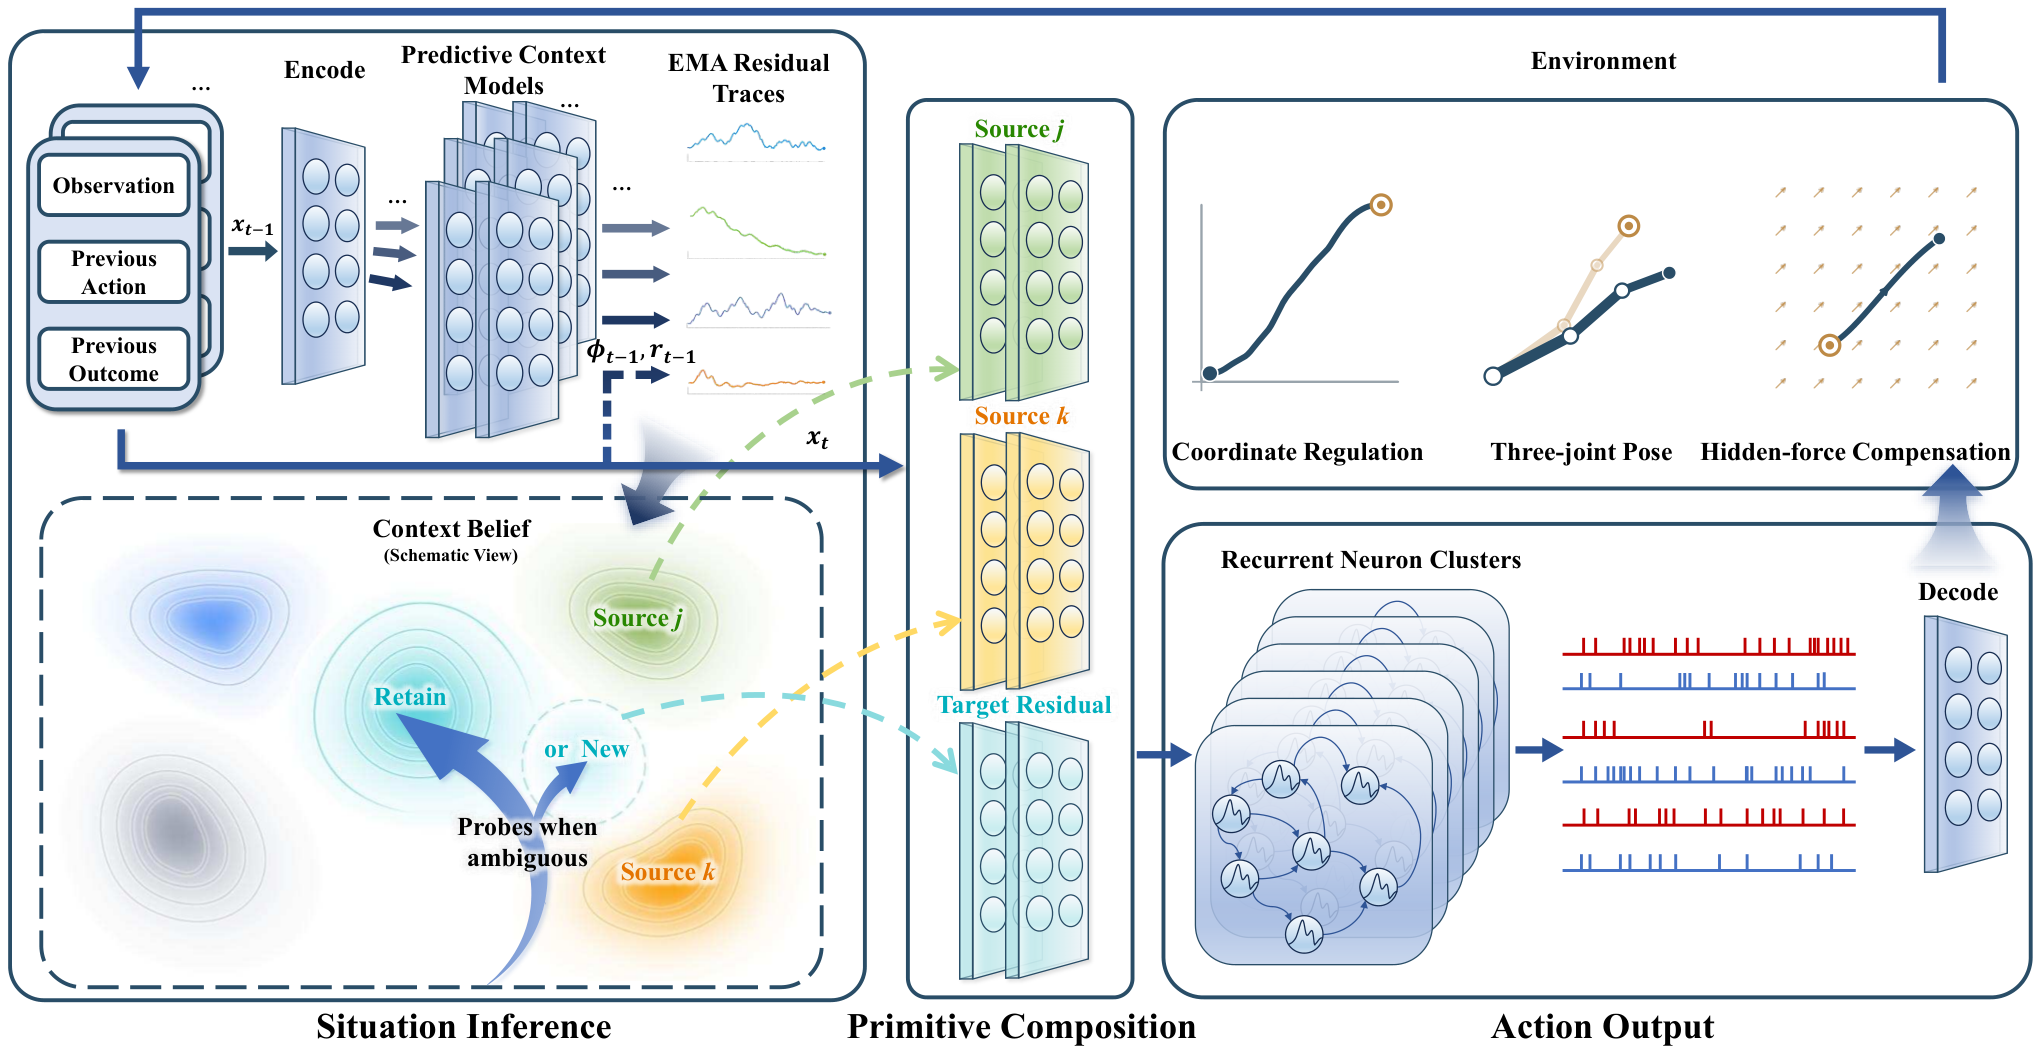 Environment
...
Encode
Predictive Context
Models
...
EMA Residual
Traces
Observation
Previous
Action
Previous
Outcome
x_{t-1}
...
...
ϕ_{t-1}, r_{t-1}
x_t
Context Belief
(Schematic View)
Source j
Retain
or New
Probes when
ambiguous
Source k
Situation Inference
Source j
Source k
Target Residual
Primitive Composition
Coordinate Regulation
Three-joint Pose
Hidden-force Compensation
Recurrent Neuron Clusters
Decode
Action Output